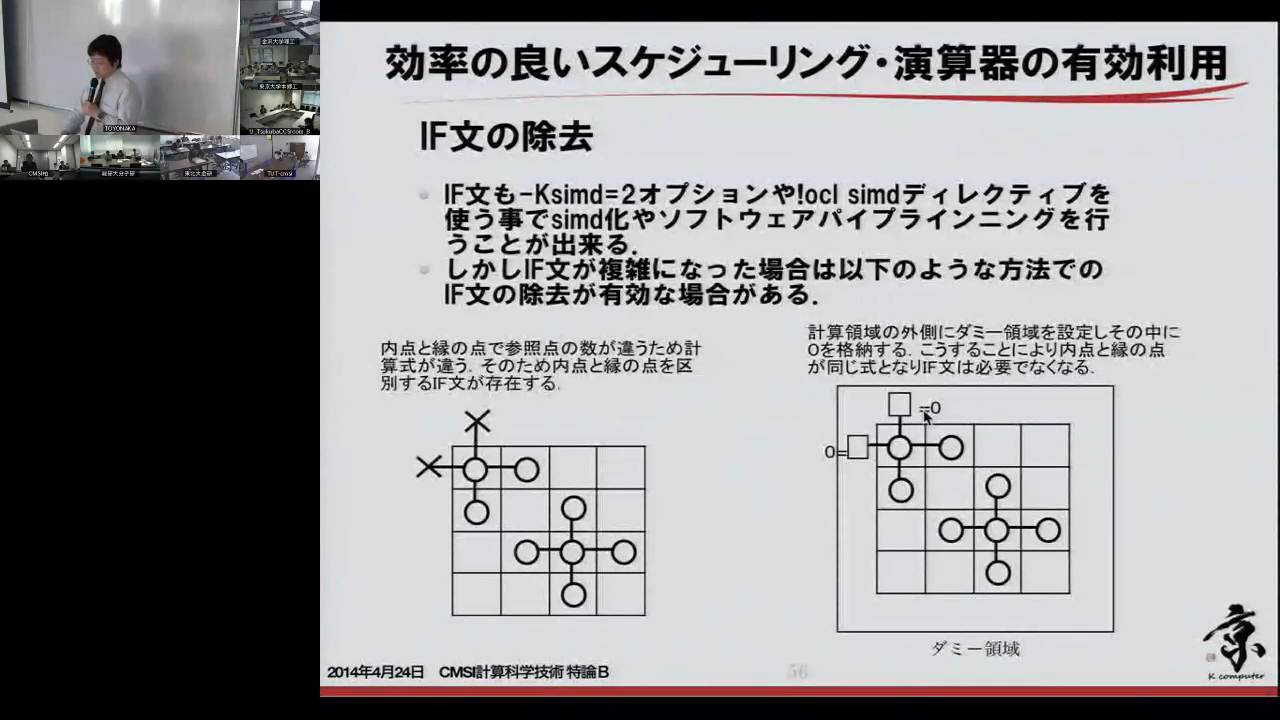 効率の良いスケジューリング・演算器の有効利用
IF文の除去
IF文も-Ksimd=2オプションや!ocl simdディレクティブを
使う事でsimd化やソフトウェアパイプラインニングを行
うことが出来る.
しかしIF文が複雑になった場合は以下のような方法での
IF文の除去が有効な場合がある.
内点と縁の点で参照点の数が違うため計
算式が違う. そのため内点と縁の点を区
別するIF文が存在する.
計算領域の外側にダミー領域を設定しその中に
0を格納する. こうすることにより内点と縁の点
が同じ式となりIF文は必要でなくなる.
=0
0=
ダミー領域
2014年4月24日 CMSI計算科学技術 特論B
56
京
K computer
TOYONAKA
金沢大学理工
東京大学本郷工
U_TsukubaCCSroom_B
CMSI柏
総研大分子研
東北大金研
TUT-cmsi